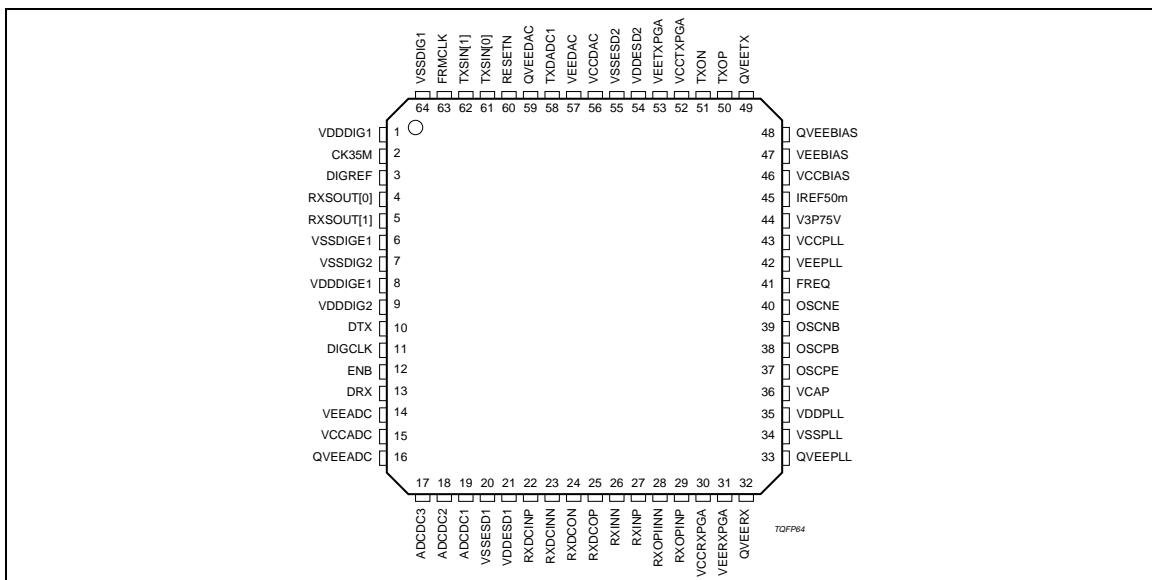 VSSDIG1
FRMCLK
TXSIN[1]
TXSIN[0]
RESETN
QVEEDAC
TXDADC1
VEEDAC
VCCDAC
VSSESD2
VDDESD2
VEETXPGA
VCCTXPGA
TXON
TXOP
QVEETX
64 63 62 61 60 59 58 57 56 55 54 53 52 51 50 49
VDDDIG1 1
CK35M 2
DIGREF 3
RXSOUT[0] 4
RXSOUT[1] 5
VSSDIGE1 6
VSSDIG2 7
VDDDIGE1 8
VDDDIG2 9
DTX 10
DIGCLK 11
ENB 12
DRX 13
VEEADC 14
VCCADC 15
QVEEADC 16
48 QVEEBIAS
47 VEEBIAS
46 VCCBIAS
45 IREF50m
44 V3P75V
43 VCCPLL
42 VEEPLL
41 FREQ
40 OSCNE
39 OSCNB
38 OSCPB
37 OSCPE
36 VCAP
35 VDDPLL
34 VSSPLL
33 QVEEPLL
17 18 19 20 21 22 23 24 25 26 27 28 29 30 31 32
ADCDC3
ADCDC2
ADCDC1
VSSESD1
VDDESD1
RXDCINP
RXDCINN
RXDCON
RXDCOP
RXINN
RXINP
RXOPIINN
RXOPINP
VCCRXPGA
VEERXPGA
QVEERX
TQFP64